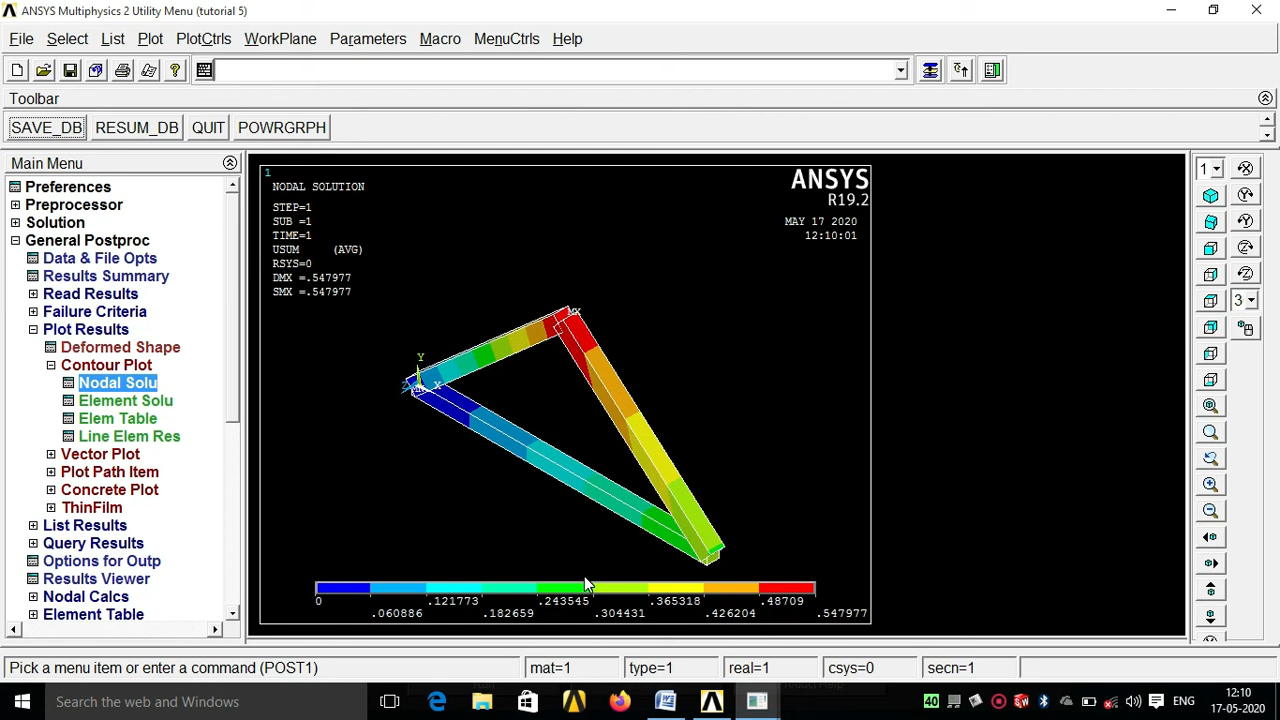 ANSYS Multiphysics 2 Utility Menu (tutorial 5)
File Select List Plot PlotCtrls WorkPlane Parameters Macro MenuCtrls Help
Toolbar
SAVE_DB RESUM_DB QUIT POWRGRPH
Main Menu
Preferences
Preprocessor
Solution
General Postproc
Data & File Opts
Results Summary
Read Results
Failure Criteria
Plot Results
Deformed Shape
Contour Plot
Nodal Solu
Element Solu
Elem Table
Line Elem Res
Vector Plot
Plot Path Item
Concrete Plot
ThinFilm
List Results
Query Results
Options for Outp
Results Viewer
Nodal Calcs
Element Table
1
NODAL SOLUTION
STEP=1
SUB =1
TIME=1
USUM (AVG)
RSYS=0
DMX =.547977
SMX =.547977
ANSYS
R19.2
MAY 17 2020
12:10:01
MX
Y
Z X
0 .121773 .243545 .365318 .48709
.060886 .182659 .304431 .426204 .547977
1
3
Pick a menu item or enter a command (POST1) mat=1 type=1 real=1 csys=0 secn=1
Search the web and Windows
40
ENG
12:10
17-05-2020